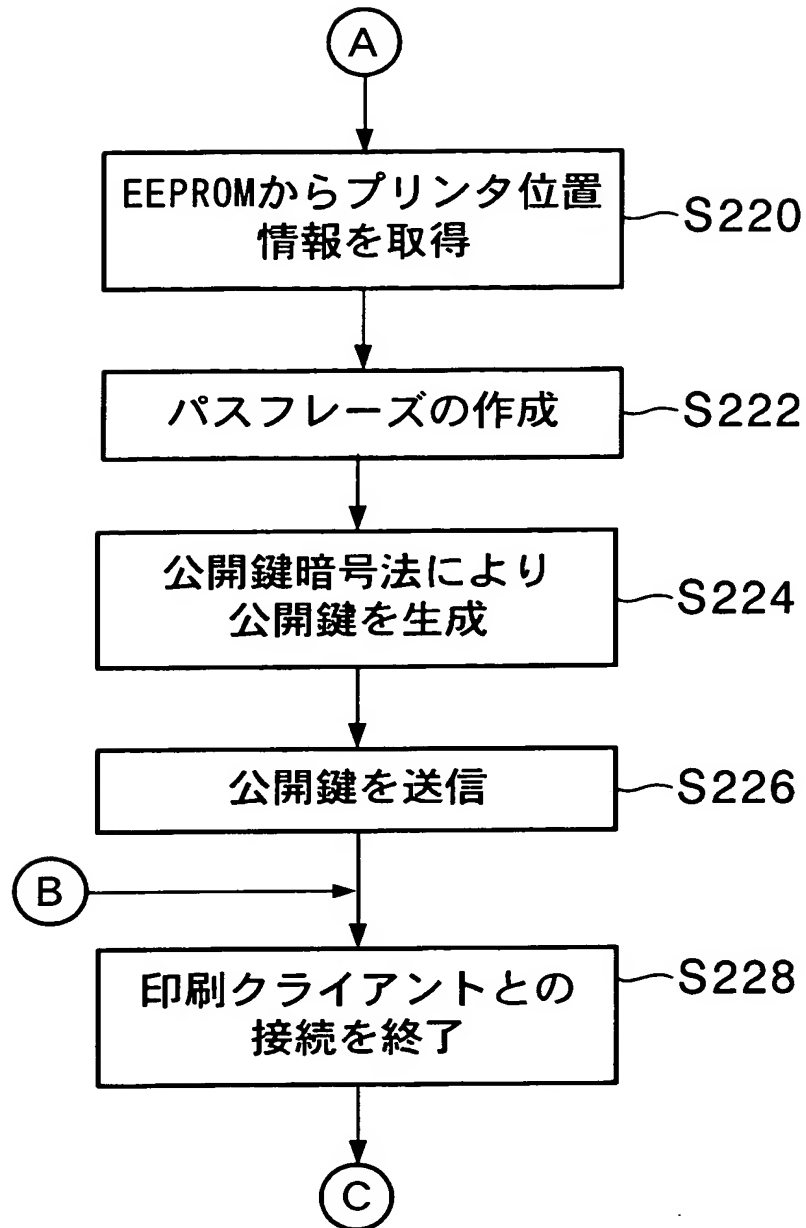 A
EEPROMからプリンタ位置
情報を取得
S220
パスフレーズの作成
S222
公開鍵暗号法により
公開鍵を生成
S224
公開鍵を送信
S226
B
印刷クライアントとの
接続を終了
S228
C